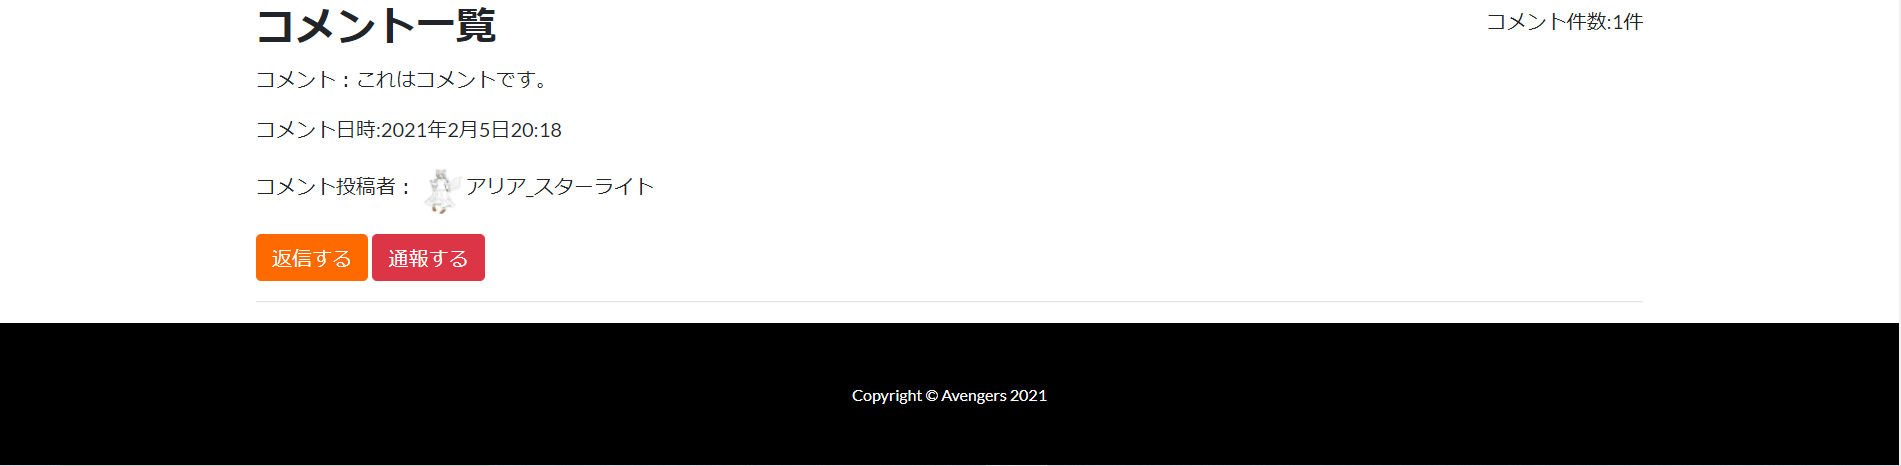 コメント一覧
コメント件数:1件
コメント：これはコメントです。
コメント日時:2021年2月5日20:18
コメント投稿者： アリア_スターライト
返信する 通報する
Copyright © Avengers 2021